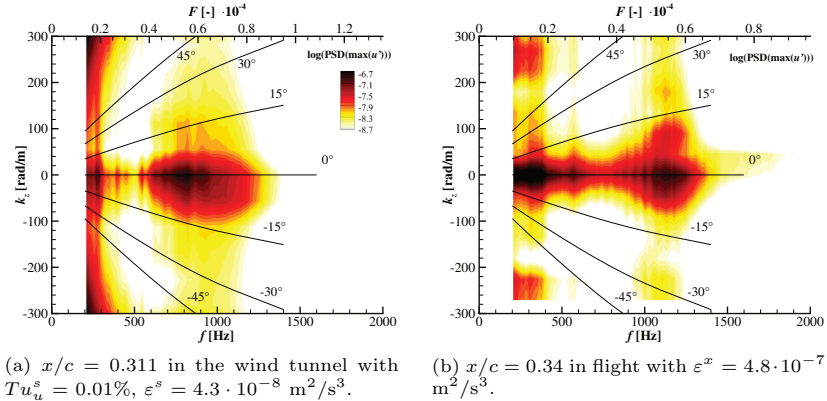 F [-] ·10⁻⁴
0 0.2 0.4 0.6 0.8 1 1.2
300
200
100
0
-100
-200
-300
k_z [rad/m]
45°
30°
15°
0°
-15°
-30°
-45°
log(PSD(max(u')))
-6.7
-7.1
-7.5
-7.9
-8.3
-8.7
0 500 1000 1500 2000
f [Hz]
(a) x/c = 0.311 in the wind tunnel with
Tu_u^s = 0.01%, ε^s = 4.3 · 10⁻⁸ m²/s³.
F [-] ·10⁻⁴
0 0.2 0.4 0.6 0.8
300
200
100
0
-100
-200
-300
k_z [rad/m]
45°
30°
15°
0°
-15°
-30°
-45°
log(PSD(max(u')))
0 500 1000 1500 2000
f [Hz]
(b) x/c = 0.34 in flight with ε^x = 4.8·10⁻⁷
m²/s³.